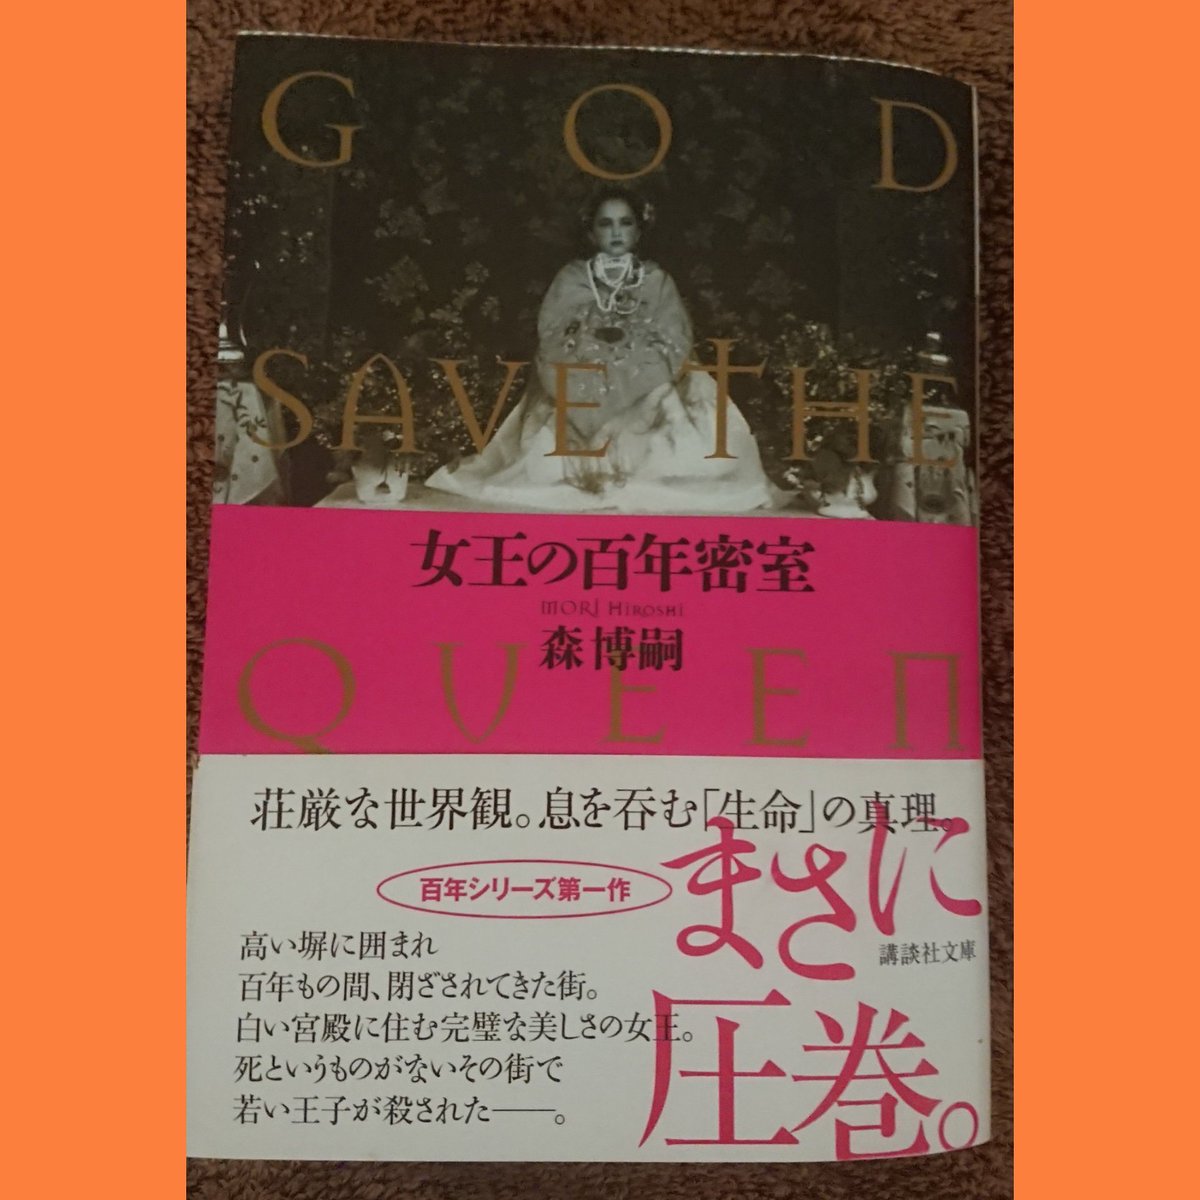 GOD
SAVE THE
女王の百年密室
MORI HIROSHI
森博嗣
QUEEN
荘厳な世界観。息を呑む「生命」の真理。
まさに
百年シリーズ第一作
講談社文庫
圧巻。
高い塀に囲まれ
百年もの間、閉ざされてきた街。
白い宮殿に住む完璧な美しさの女王。
死というものがないその街で
若い王子が殺された──。